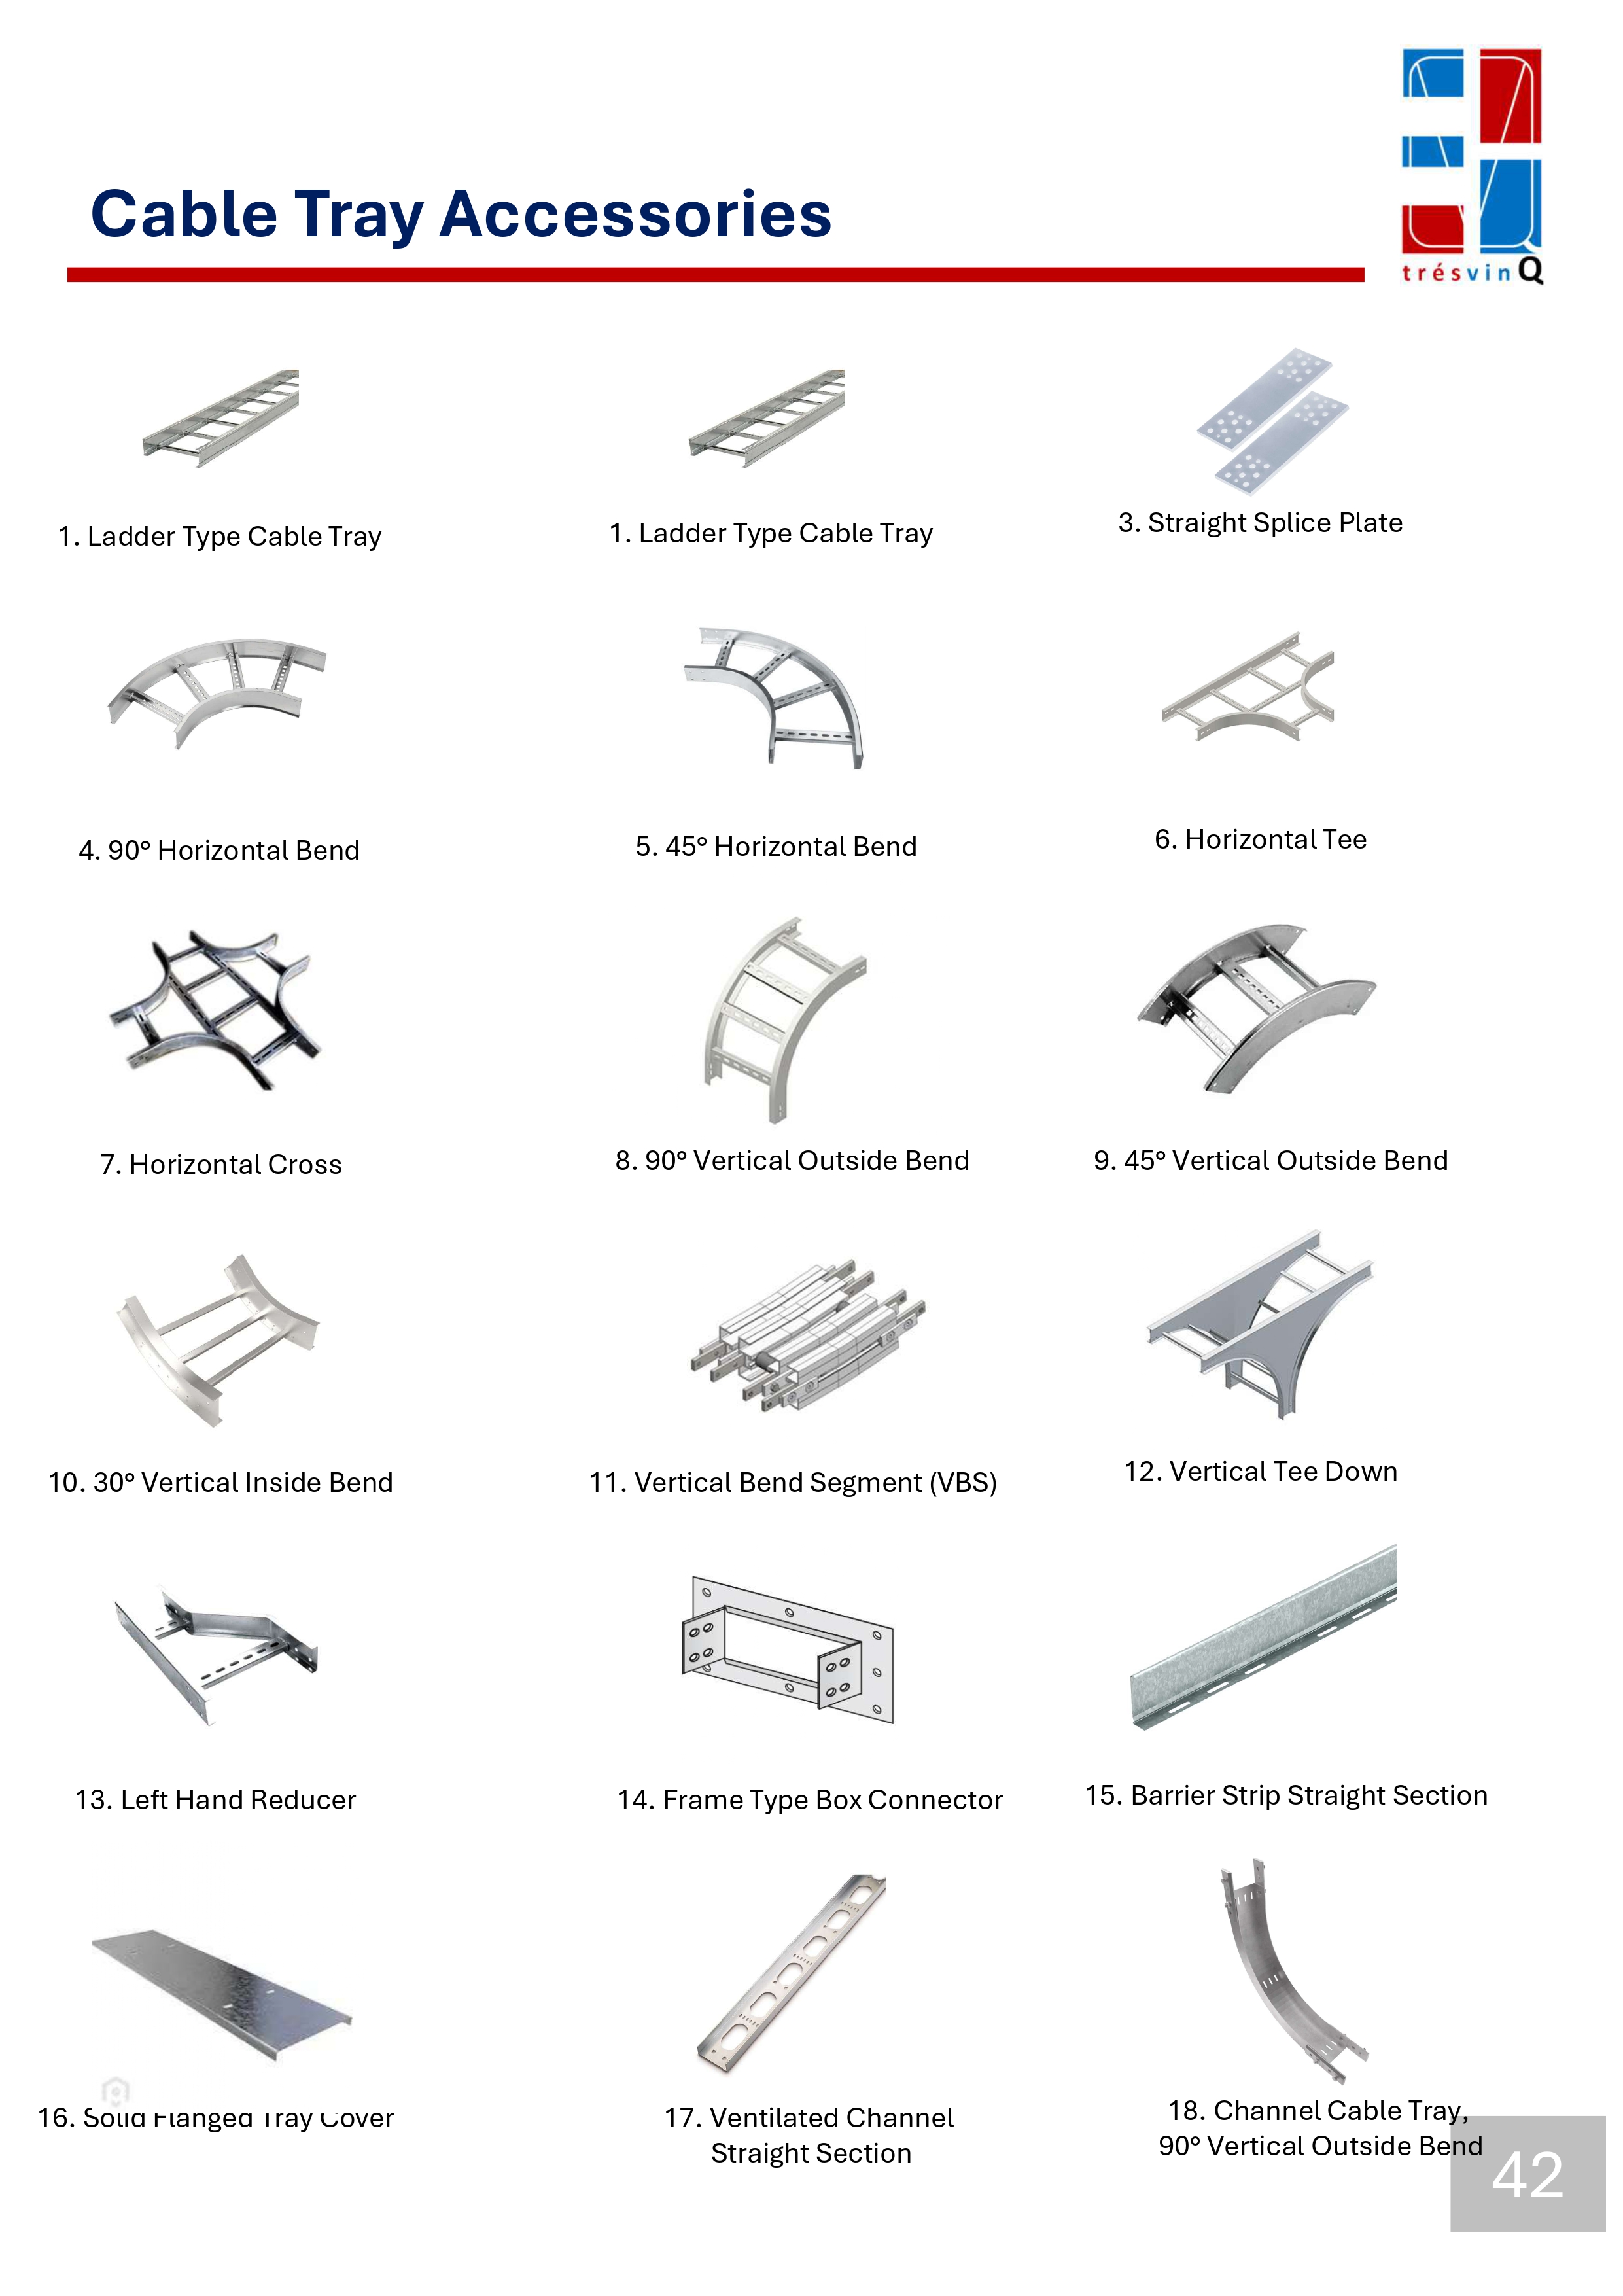 trésvinQ
Cable Tray Accessories
1. Ladder Type Cable Tray
1. Ladder Type Cable Tray
3. Straight Splice Plate
4. 90° Horizontal Bend
5. 45° Horizontal Bend
6. Horizontal Tee
7. Horizontal Cross
8. 90° Vertical Outside Bend
9. 45° Vertical Outside Bend
10. 30° Vertical Inside Bend
11. Vertical Bend Segment (VBS)
12. Vertical Tee Down
13. Left Hand Reducer
14. Frame Type Box Connector
15. Barrier Strip Straight Section
16. Solid Flanged Tray Cover
17. Ventilated Channel
Straight Section
18. Channel Cable Tray,
90° Vertical Outside Bend
42